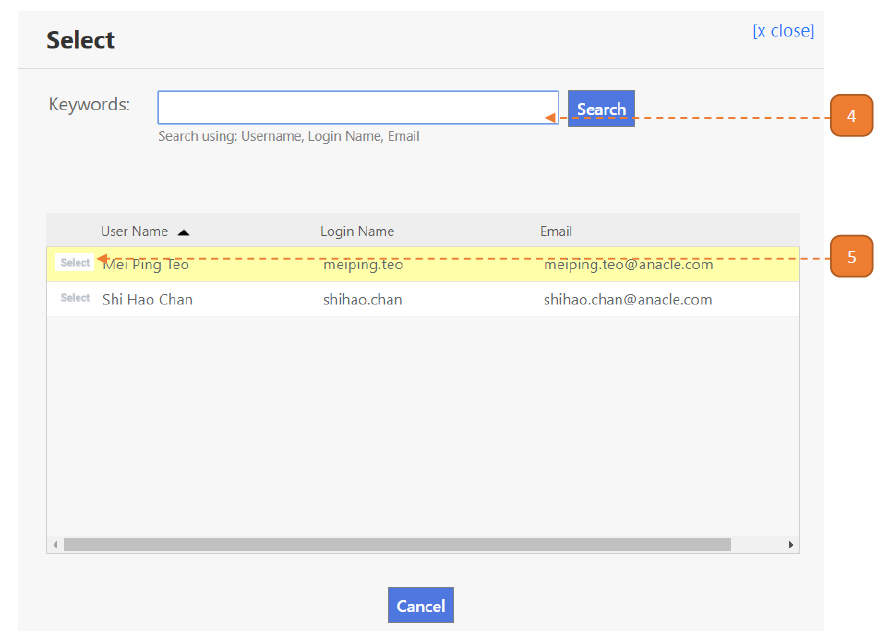 Select
[x close]
Keywords:
Search
4
Search using: Username, Login Name, Email
User Name Login Name Email
5
Select Mei Ping Teo meiping.teo meiping.teo@anacle.com
Select Shi Hao Chan shihao.chan shihao.chan@anacle.com
Cancel